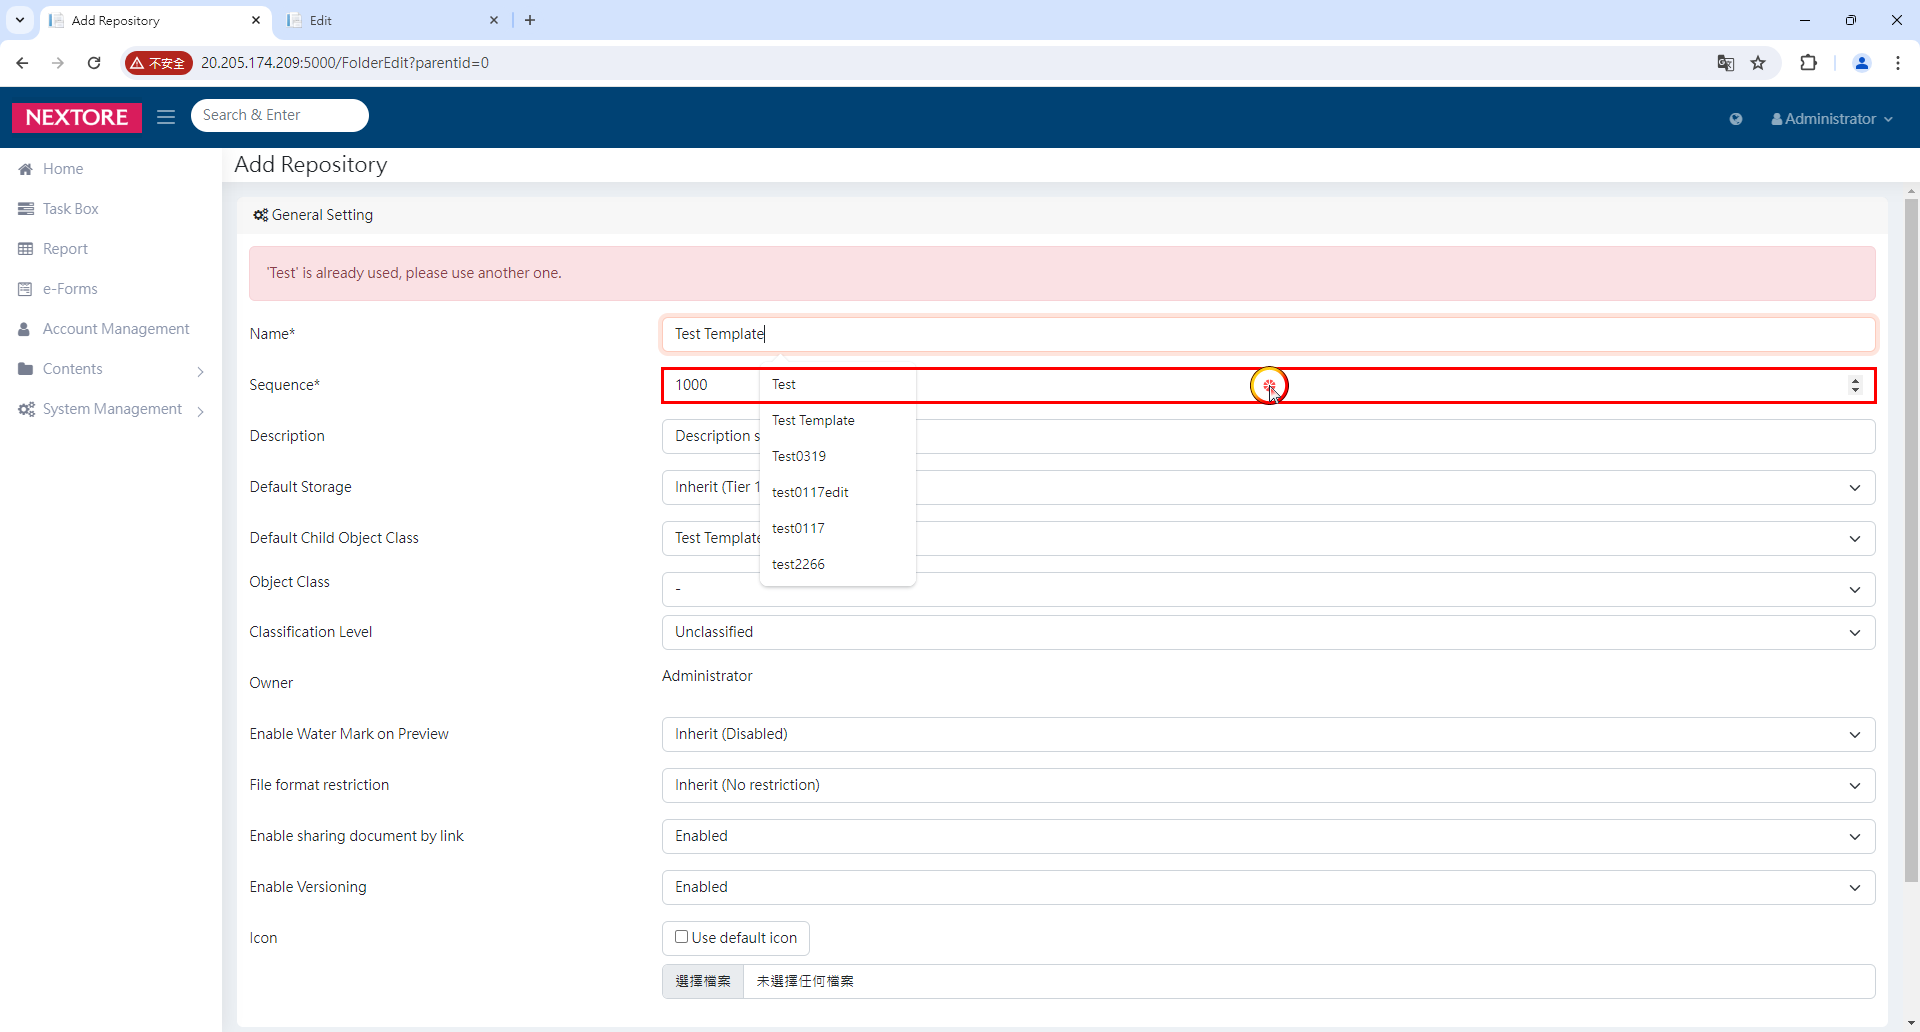 Add Repository
Edit
不安全
20.205.174.209:5000/FolderEdit?parentid=0
NEXTORE
Search & Enter
Administrator
Home
Task Box
Report
e-Forms
Account Management
Contents
System Management
Add Repository
General Setting
'Test' is already used, please use another one.
Name*
Test Template
Sequence*
1000
Test
Test Template
Test0319
test0117edit
test0117
test2266
Description
Description s
Default Storage
Inherit (Tier 1
Default Child Object Class
Test Template
Object Class
-
Classification Level
Unclassified
Owner
Administrator
Enable Water Mark on Preview
Inherit (Disabled)
File format restriction
Inherit (No restriction)
Enable sharing document by link
Enabled
Enable Versioning
Enabled
Icon
Use default icon
選擇檔案 未選擇任何檔案